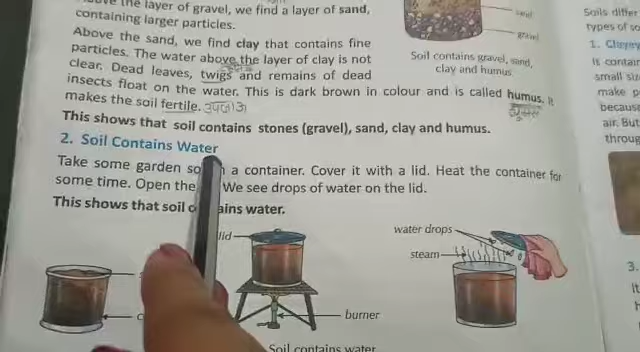 the layer of gravel, we find a layer of sand,
containing larger particles.
Above the sand, we find clay that contains fine
particles. The water above the layer of clay is not
clear. Dead leaves, twigs and remains of dead
insects float on the water. This is dark brown in colour and is called humus. It
makes the soil fertile. उपजाऊ
This shows that soil contains stones (gravel), sand, clay and humus.
sand
gravel
Soil contains gravel, sand,
clay and humus
2. Soil Contains Water
Take some garden a container. Cover it with a lid. Heat the container for
some time. Open the We see drops of water on the lid.
This shows that soil water.
lid
burner
water drops
steam
Soil contains water
Soils differ
types of
1. Clayey
It contain
small
make
because
air. But
throug
3.
It